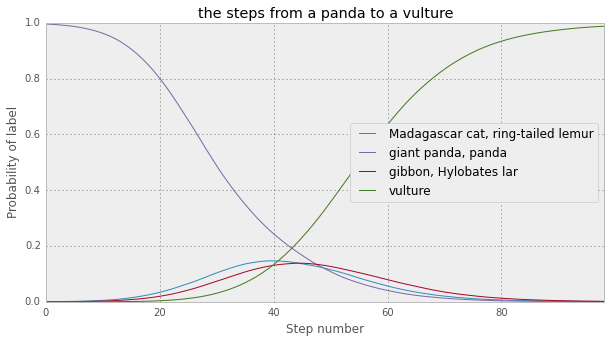 the steps from a panda to a vulture
1.0
0.8
0.6
0.4
0.2
0.0
Probability of label
Madagascar cat, ring-tailed lemur
giant panda, panda
gibbon, Hylobates lar
vulture
0 20 40 60 80
Step number